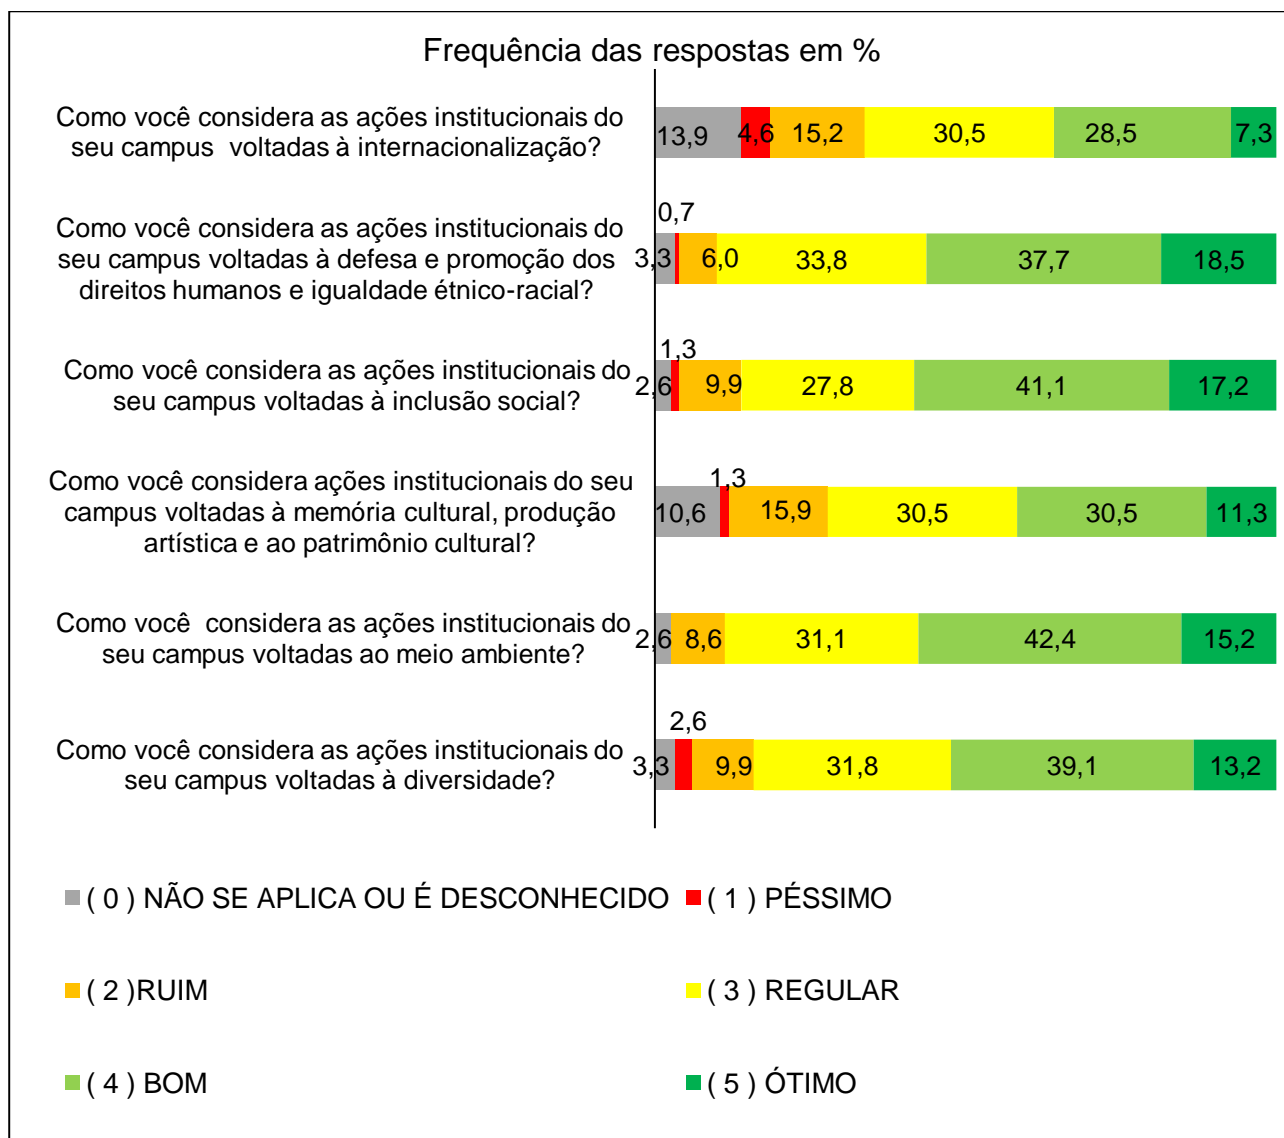 Frequência das respostas em %
Como você considera as ações institucionais do
seu campus  voltadas à internacionalização?
13,9 4,6 15,2 30,5 28,5 7,3
Como você considera as ações institucionais do
seu campus voltadas à defesa e promoção dos
direitos humanos e igualdade étnico-racial?
0,7
3,3 6,0 33,8 37,7 18,5
Como você considera as ações institucionais do
seu campus voltadas à inclusão social?
1,3
2,6 9,9 27,8 41,1 17,2
Como você considera ações institucionais do seu
campus voltadas à memória cultural, produção
artística e ao patrimônio cultural?
1,3
10,6 15,9 30,5 30,5 11,3
Como você  considera as ações institucionais do
seu campus voltadas ao meio ambiente?
2,6 8,6 31,1 42,4 15,2
Como você considera as ações institucionais do
seu campus voltadas à diversidade?
2,6
3,3 9,9 31,8 39,1 13,2
( 0 ) NÃO SE APLICA OU É DESCONHECIDO
( 1 ) PÉSSIMO
( 2 )RUIM
( 3 ) REGULAR
( 4 ) BOM
( 5 ) ÓTIMO